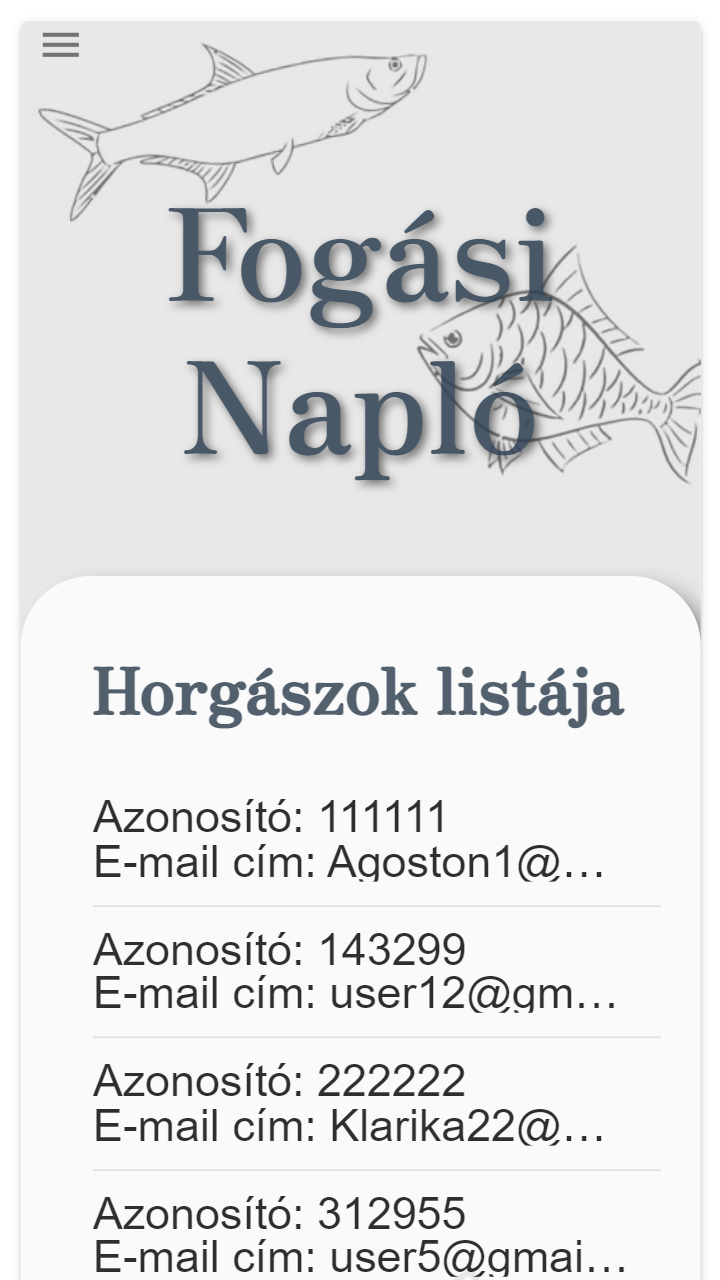 Fogási
Napló
Horgászok listája
Azonosító: 111111
E-mail cím: Agoston1@…
Azonosító: 143299
E-mail cím: user12@gm…
Azonosító: 222222
E-mail cím: Klarika22@…
Azonosító: 312955
E-mail cím: user5@gmai…